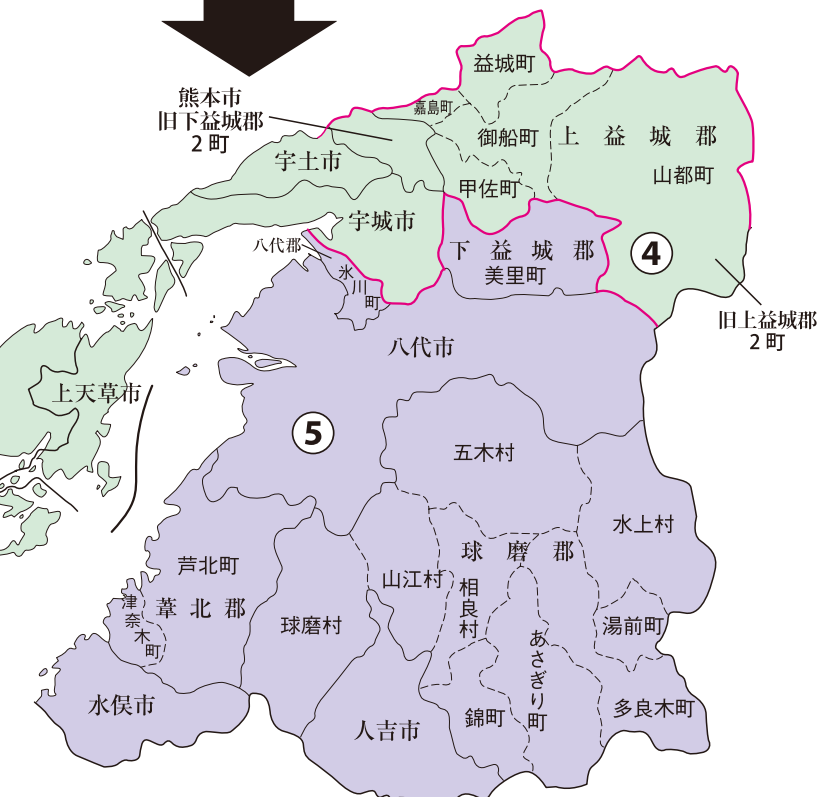 益城町
熊本市
旧下益城郡
2町
嘉島町
御船町
上益城郡
宇土市
甲佐町
山都町
宇城市
八代郡
氷川町
下益城郡
美里町
4
旧上益城郡
2町
八代市
上天草市
5
五木村
水上村
芦北町
山江村
球磨郡
相良村
津奈木町
葦北郡
球磨村
湯前町
あさぎり町
水俣市
人吉市
錦町
多良木町